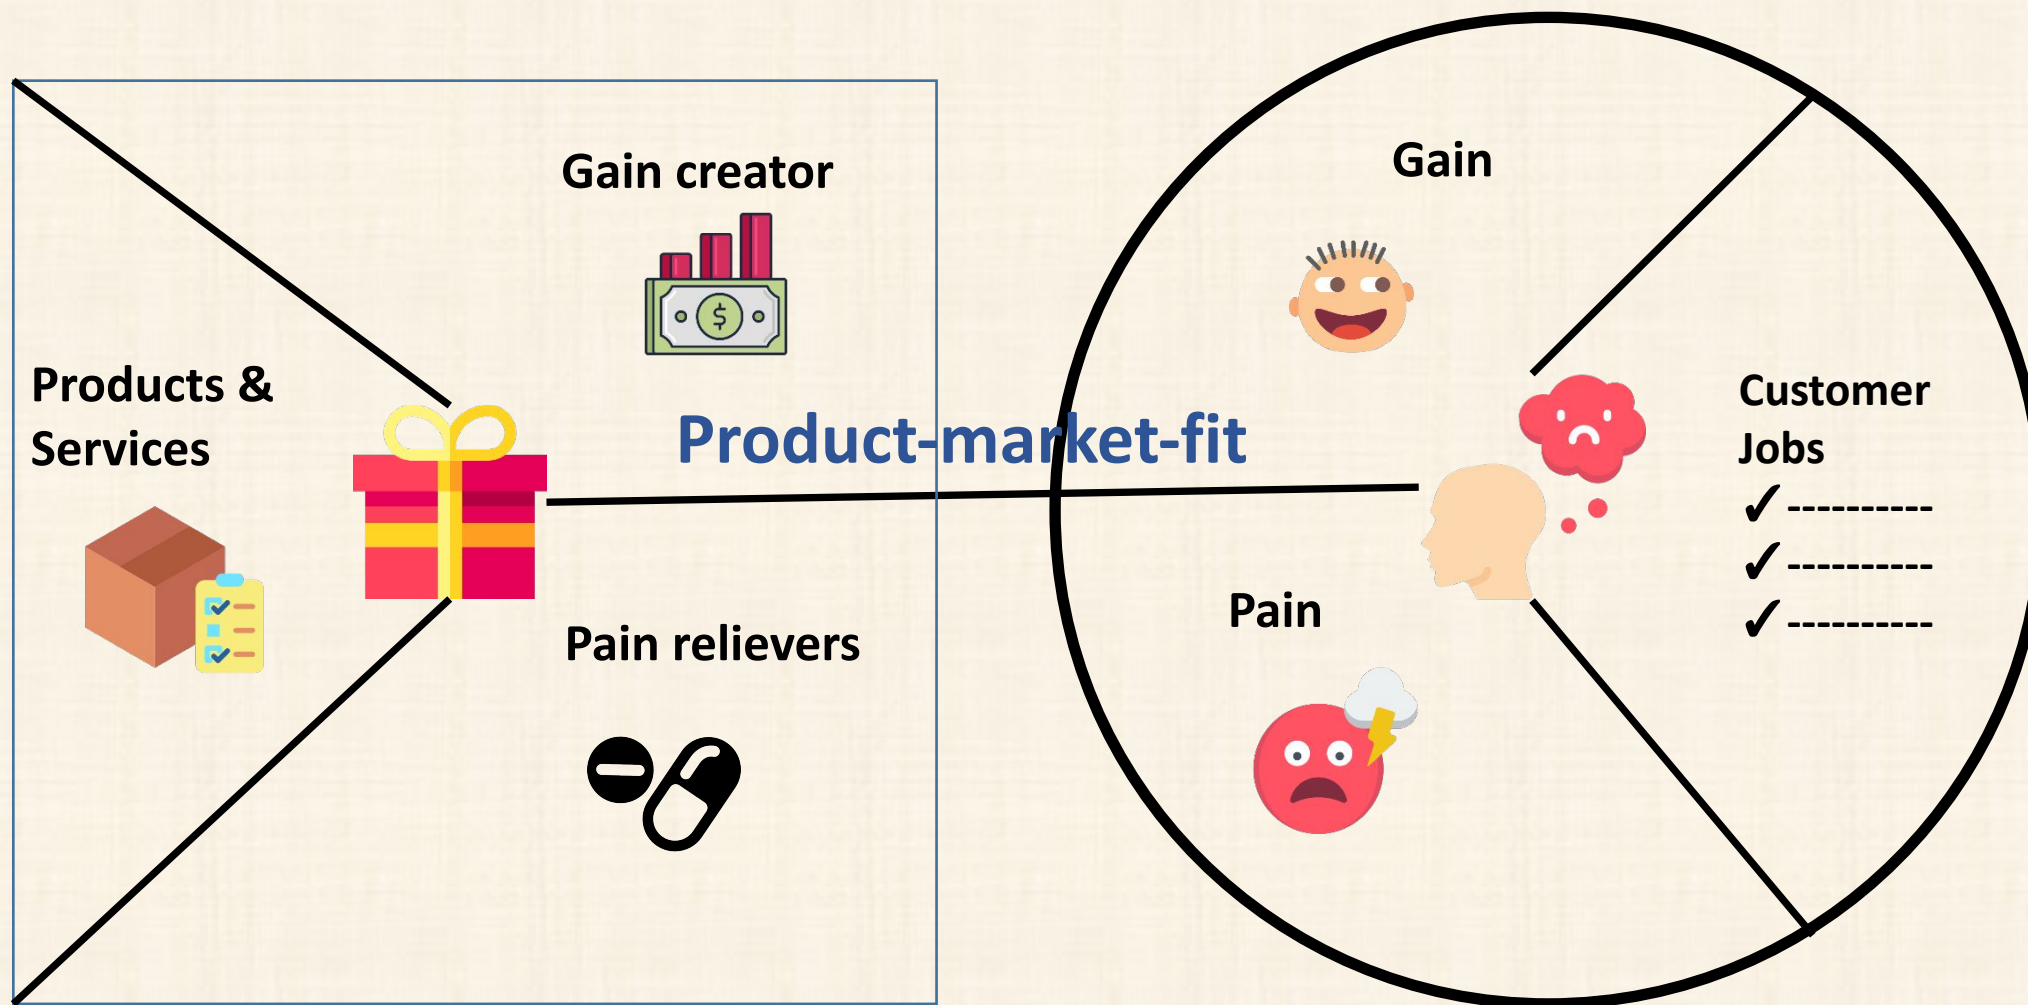 Gain creator
Products &
Services
Pain relievers
Product-market-fit
Gain
Pain
Customer
Jobs
✓----------
✓----------
✓----------